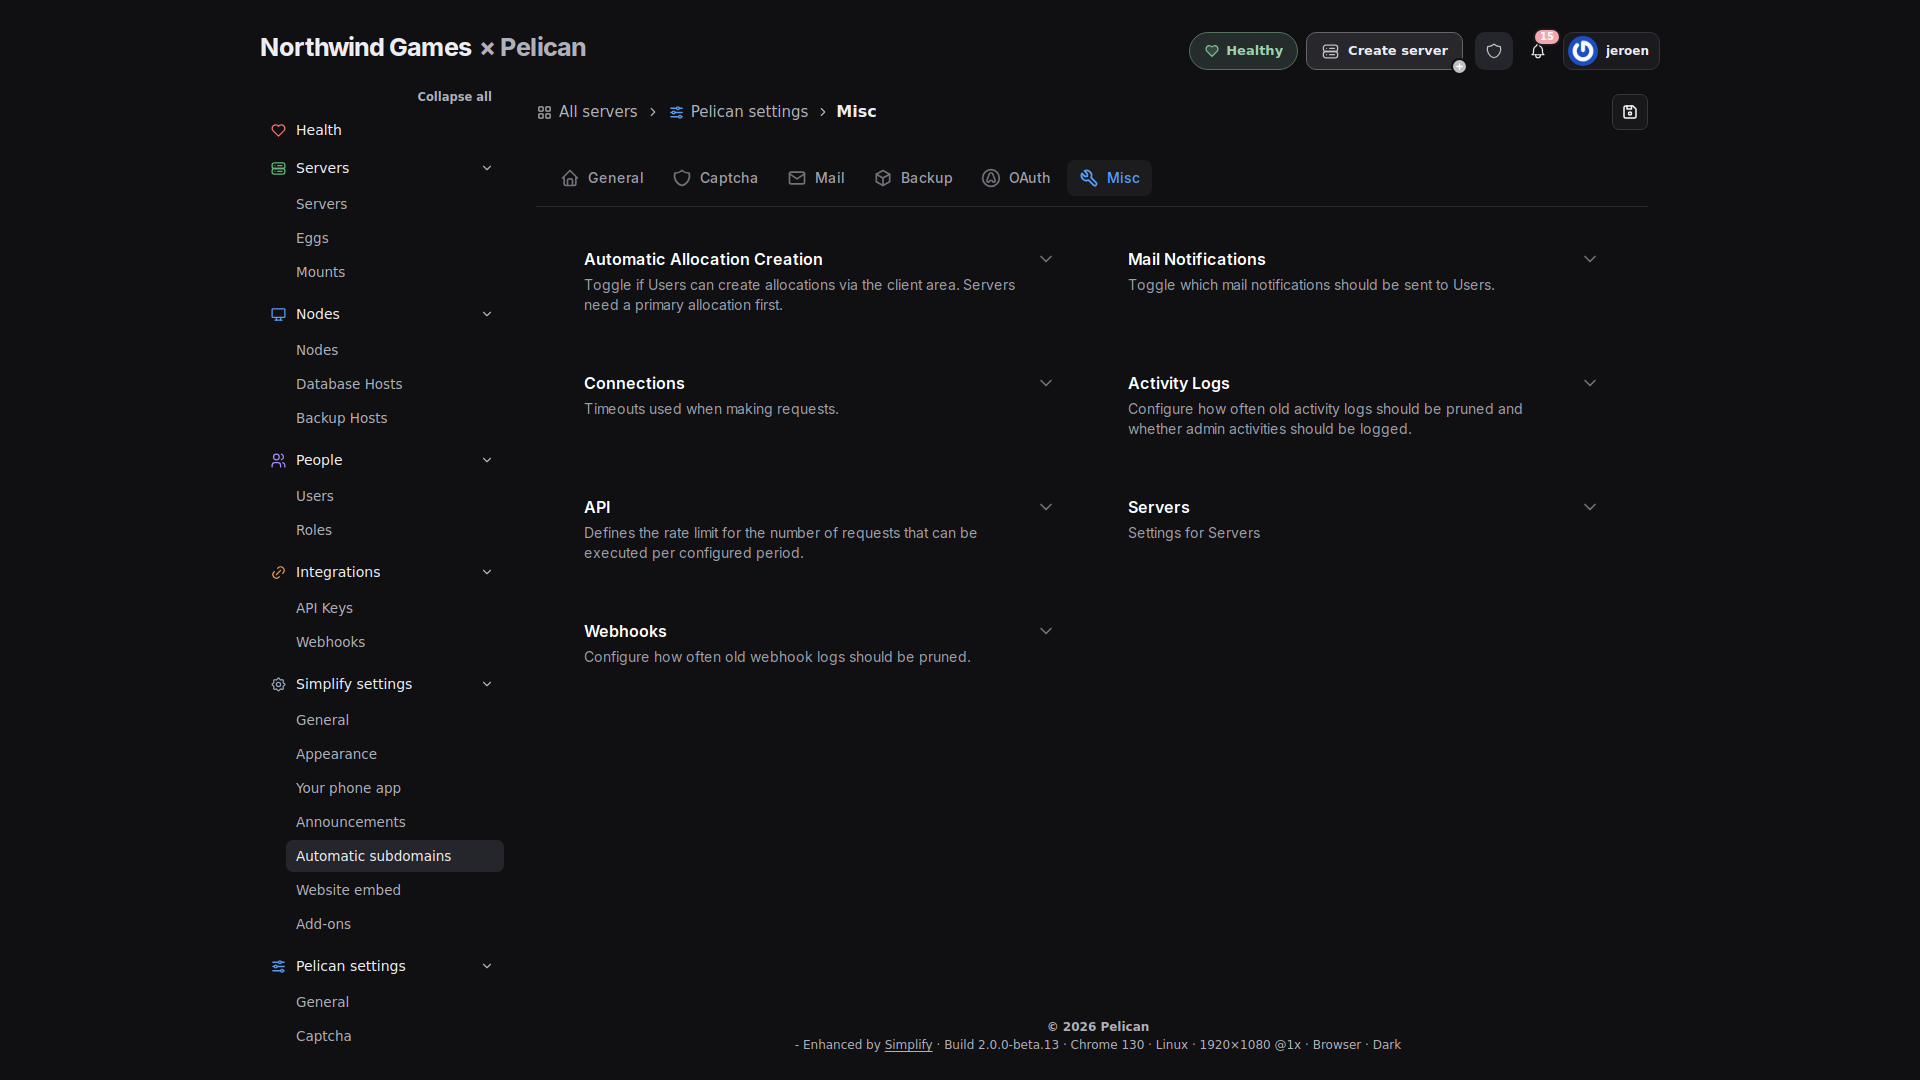 Northwind Games × Pelican
Healthy
Create server
15
jeroen
Collapse all
Health
Servers
Servers
Eggs
Mounts
Nodes
Nodes
Database Hosts
Backup Hosts
People
Users
Roles
Integrations
API Keys
Webhooks
Simplify settings
General
Appearance
Your phone app
Announcements
Automatic subdomains
Website embed
Add-ons
Pelican settings
General
Captcha
All servers > Pelican settings > Misc
General
Captcha
Mail
Backup
OAuth
Misc
Automatic Allocation Creation
Toggle if Users can create allocations via the client area. Servers
need a primary allocation first.
Mail Notifications
Toggle which mail notifications should be sent to Users.
Connections
Timeouts used when making requests.
Activity Logs
Configure how often old activity logs should be pruned and
whether admin activities should be logged.
API
Defines the rate limit for the number of requests that can be
executed per configured period.
Servers
Settings for Servers
Webhooks
Configure how often old webhook logs should be pruned.
© 2026 Pelican
- Enhanced by Simplify · Build 2.0.0-beta.13 · Chrome 130 · Linux · 1920×1080 @1x · Browser · Dark